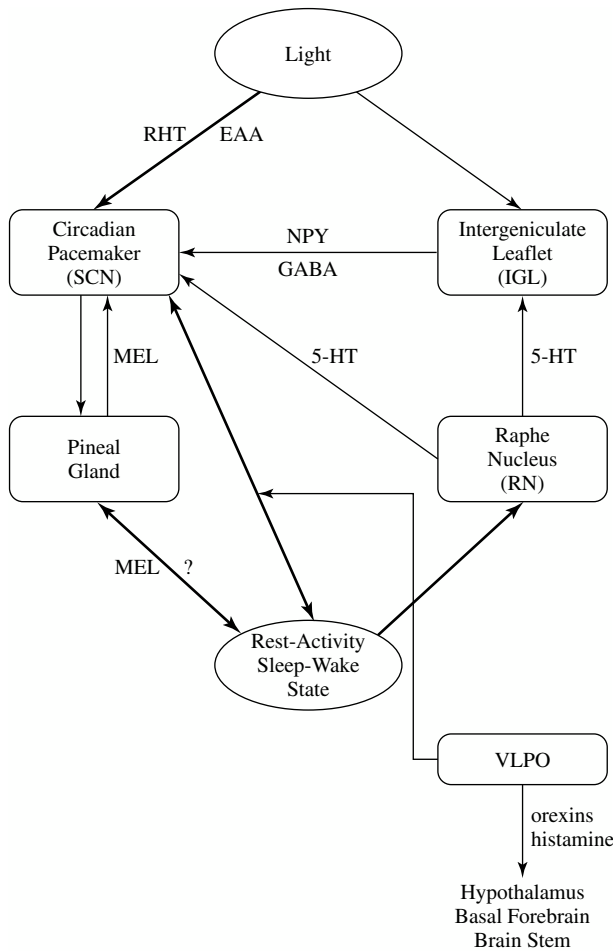 Light
RHT EAA
Circadian
Pacemaker
(SCN)
NPY
GABA
Intergeniculate
Leaflet
(IGL)
MEL
5-HT
5-HT
Pineal
Gland
Raphe
Nucleus
(RN)
MEL ?
Rest-Activity
Sleep-Wake
State
VLPO
orexins
histamine
Hypothalamus
Basal Forebrain
Brain Stem